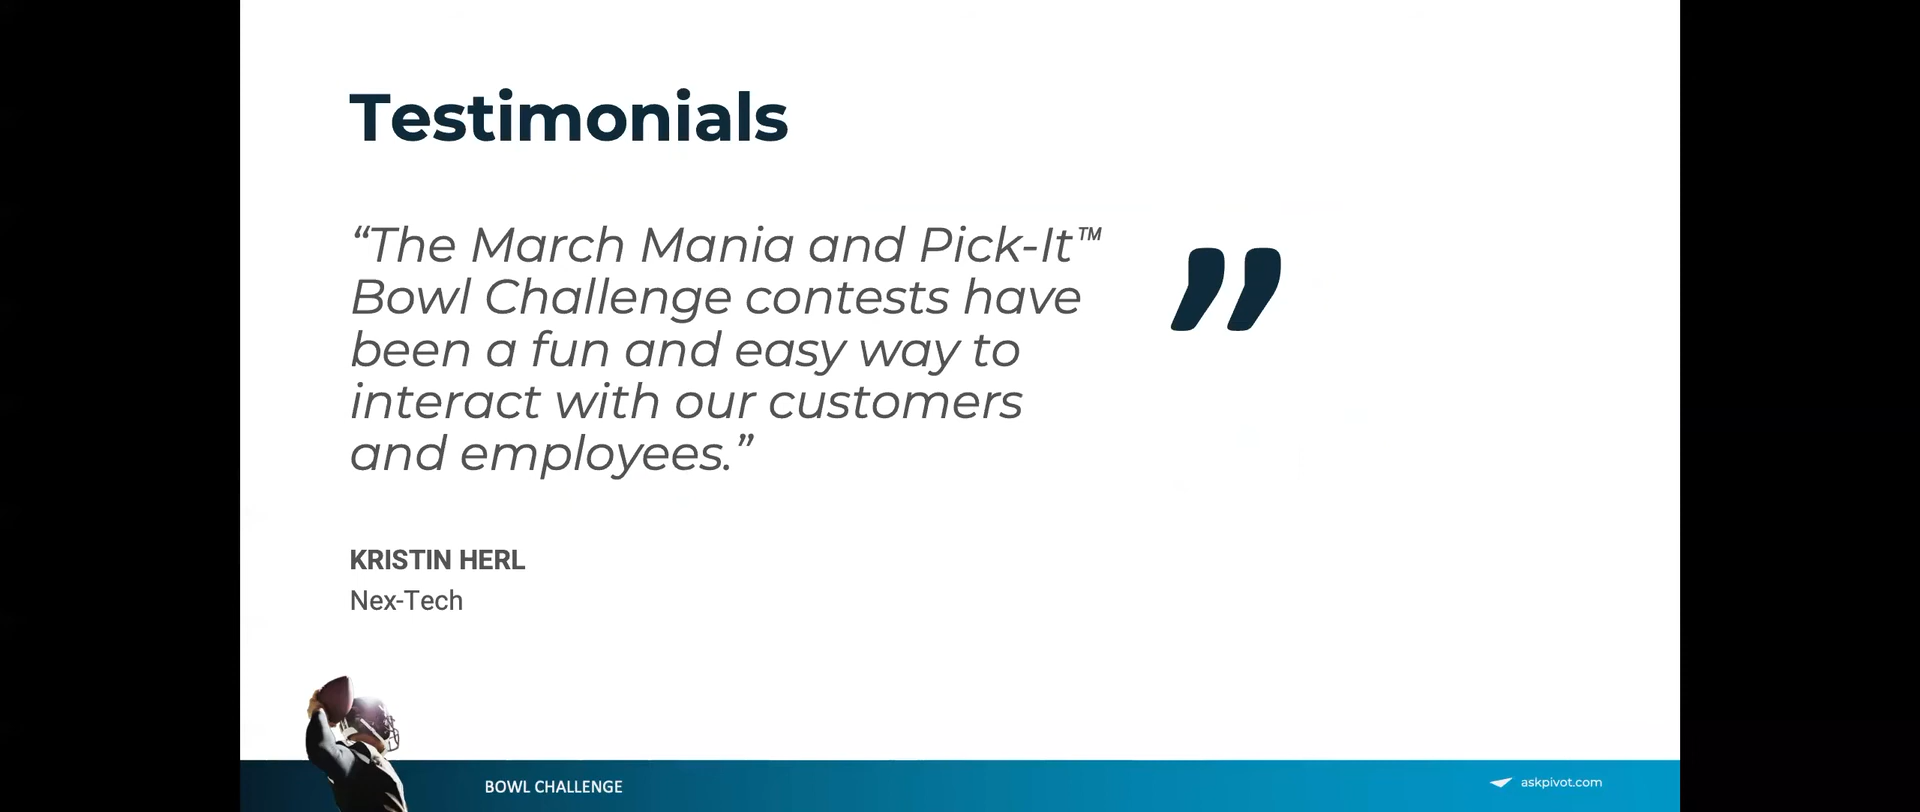 Testimonials
“The March Mania and Pick-It™
Bowl Challenge contests have
been a fun and easy way to
interact with our customers
and employees.”
”
KRISTIN HERL
Nex-Tech
BOWL CHALLENGE
askpivot.com